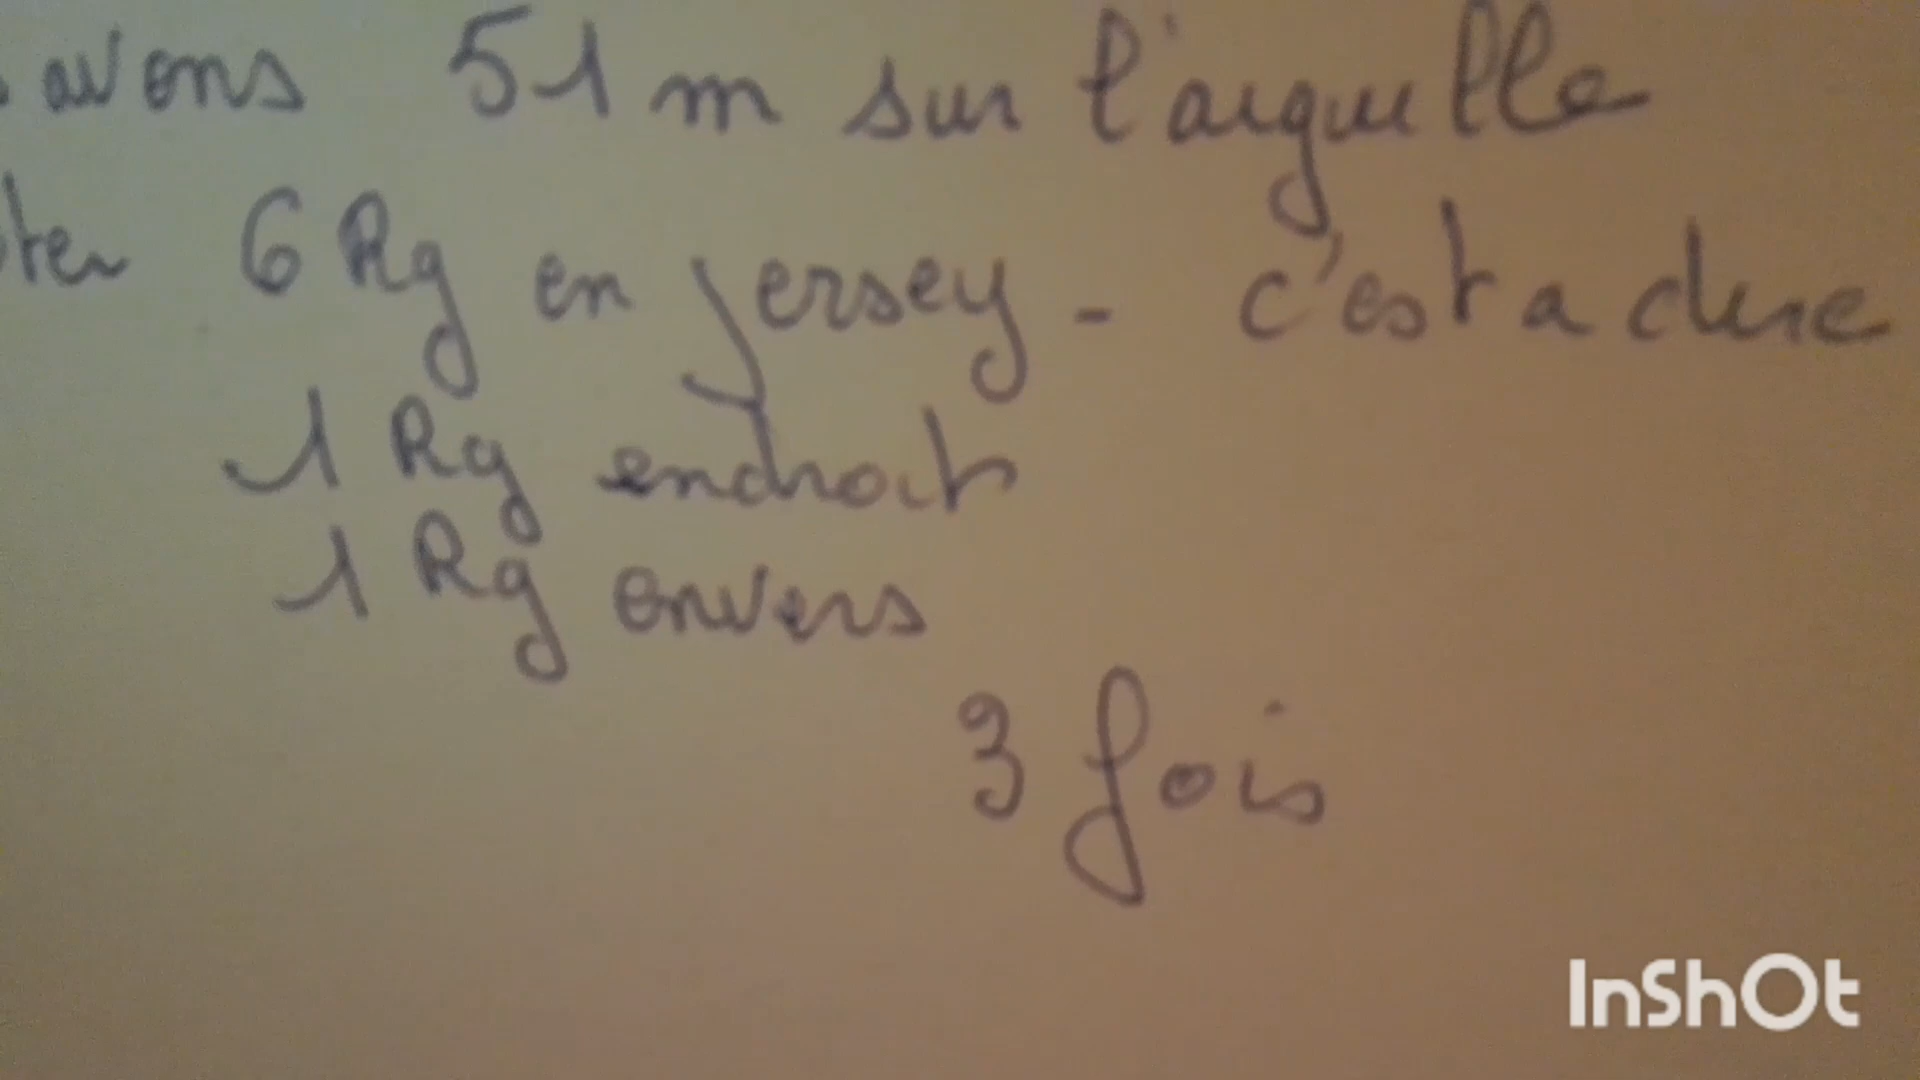 avons 51 m sur l'aiguille
ter 6 Rg en jersey - c'est a dire
1 Rg endroit
1 Rg envers
3 fois
InShOt